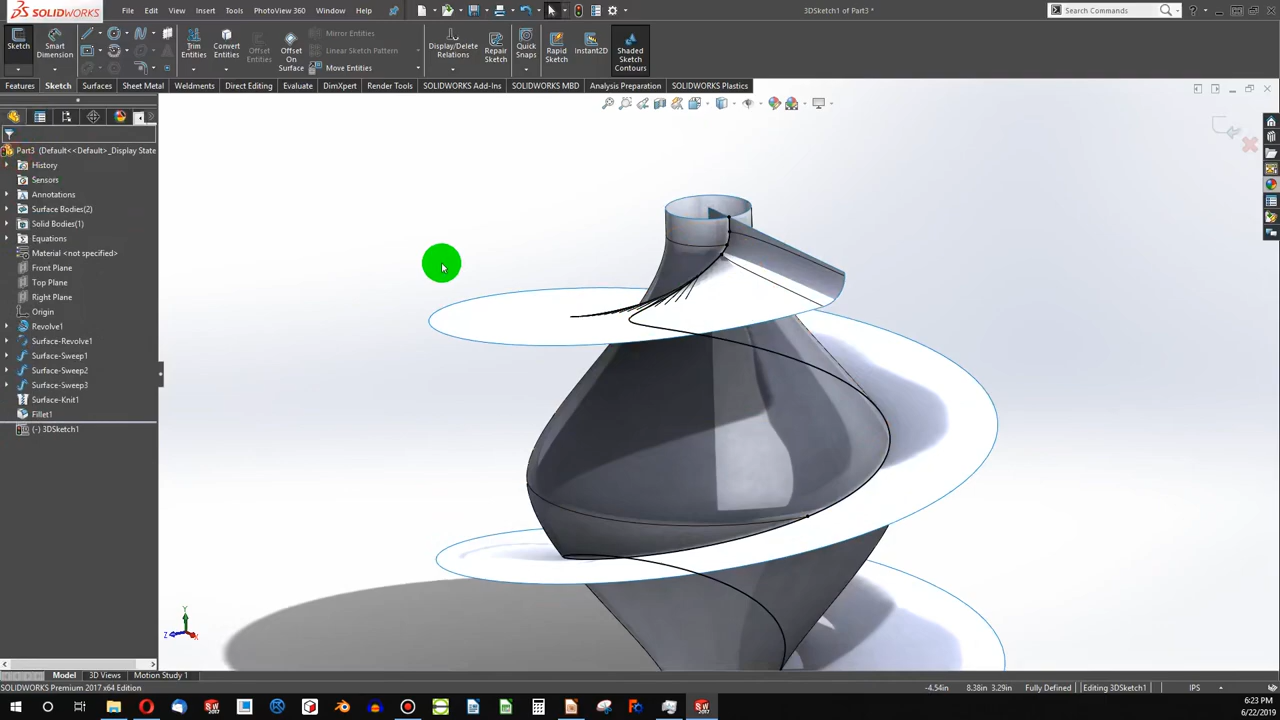 SOLIDWORKS File Edit View Insert Tools PhotoView 360 Window Help 3DSketch1 of Part3 * Search Commands
Sketch Smart Dimension Trim Entities Convert Entities Offset Entities Offset On Surface Mirror Entities Linear Sketch Pattern Move Entities Display/Delete Relations Repair Sketch Quick Snaps Rapid Sketch Instant2D Shaded Sketch Contours
Features Sketch Surfaces Sheet Metal Weldments Direct Editing Evaluate DimXpert Render Tools SOLIDWORKS Add-Ins SOLIDWORKS MBD Analysis Preparation SOLIDWORKS Plastics
Part3 (Default<<Default>_Display State
History
Sensors
Annotations
Surface Bodies(2)
Solid Bodies(1)
Equations
Material <not specified>
Front Plane
Top Plane
Right Plane
Origin
Revolve1
Surface-Revolve1
Surface-Sweep1
Surface-Sweep2
Surface-Sweep3
Surface-Knit1
Fillet1
(-) 3DSketch1
Y
Z X
Model 3D Views Motion Study 1
SOLIDWORKS Premium 2017 x64 Edition -4.54in 8.38in 3.29in Fully Defined Editing 3DSketch1 IPS
6:23 PM
6/22/2019